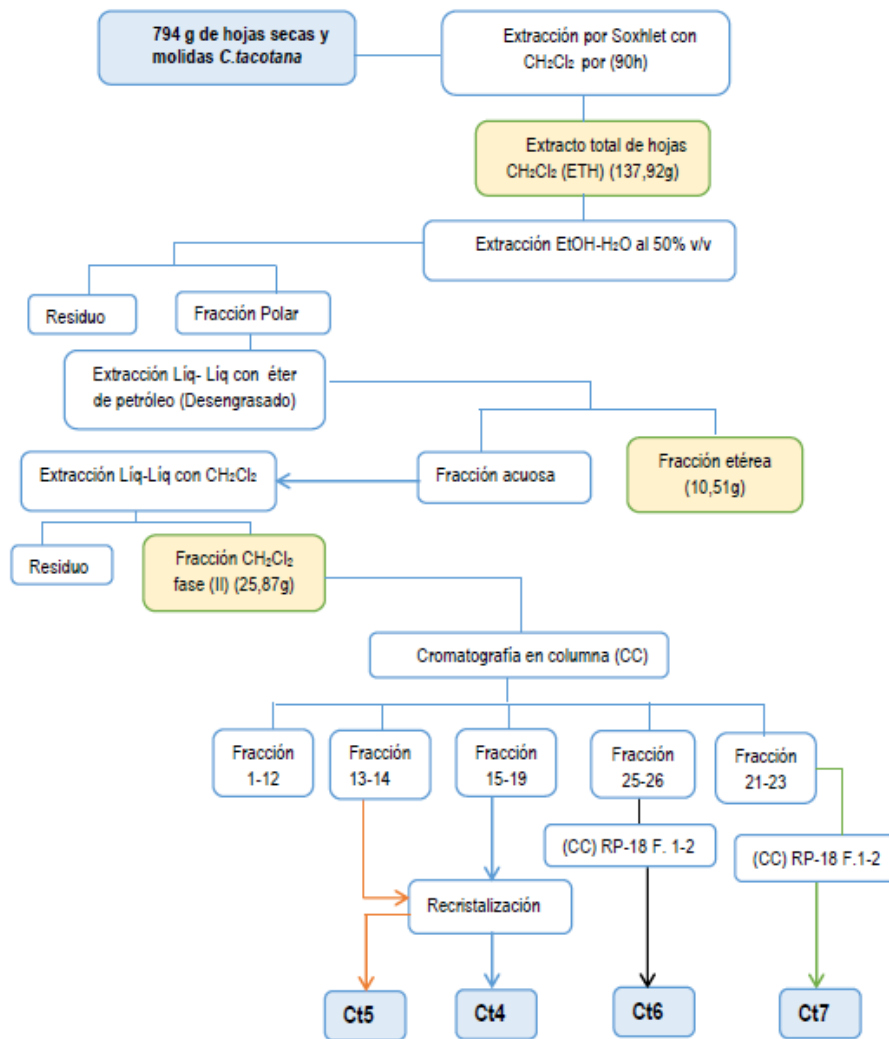 794 g de hojas secas y
molidas C.tacotana
Extracción por Soxhlet con
CH₂Cl₂ por (90h)
Extracto total de hojas
CH₂Cl₂ (ETH) (137,92g)
Extracción EtOH-H₂O al 50% v/v
Residuo
Fracción Polar
Extracción Líq- Líq con éter
de petróleo (Desengrasado)
Extracción Líq-Líq con CH₂Cl₂
Fracción acuosa
Fracción etérea
(10,51g)
Residuo
Fracción CH₂Cl₂
fase (II) (25,87g)
Cromatografía en columna (CC)
Fracción
1-12
Fracción
13-14
Fracción
15-19
Fracción
25-26
Fracción
21-23
(CC) RP-18 F. 1-2
(CC) RP-18 F.1-2
Recristalización
Ct5
Ct4
Ct6
Ct7